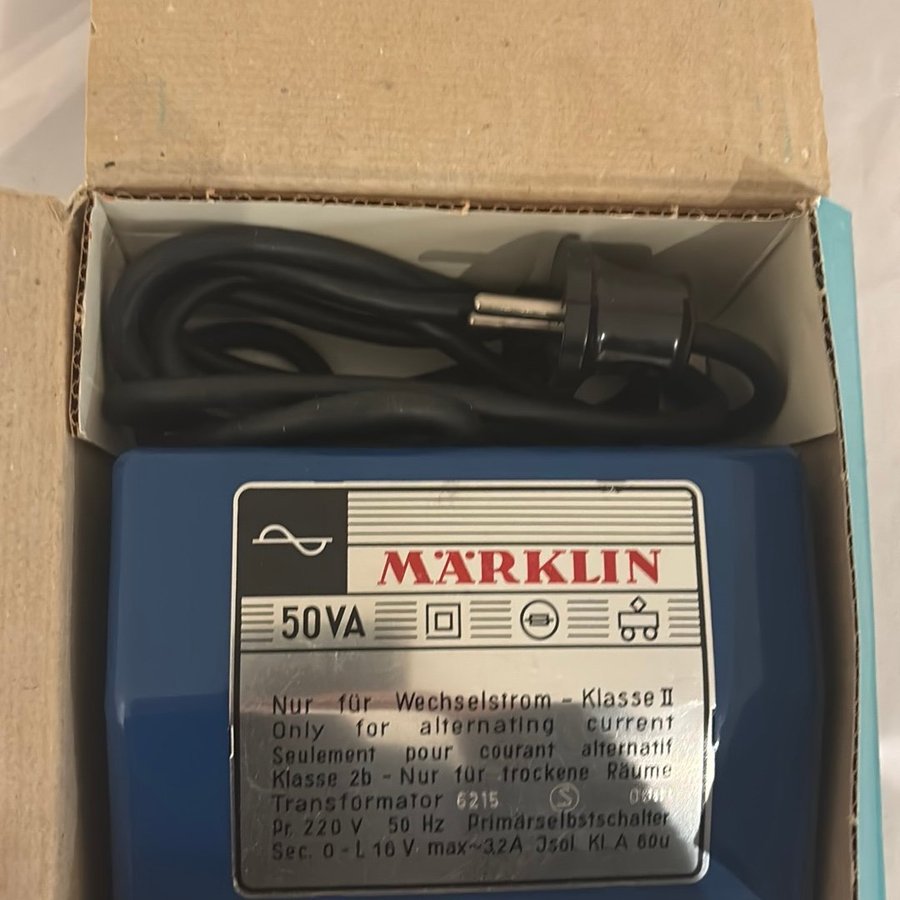 MÄRKLIN
50VA
Nur für Wechselstrom - Klasse II
Only for alternating current
Seulement pour courant alternatif
Klasse 2b - Nur für trockene Räume
Transformator 6215 S
Pr. 220 V 50 Hz Primärselbstschalter
Sec. 0 - L 16 V max~3,2A Jsol. Kl. A 60u